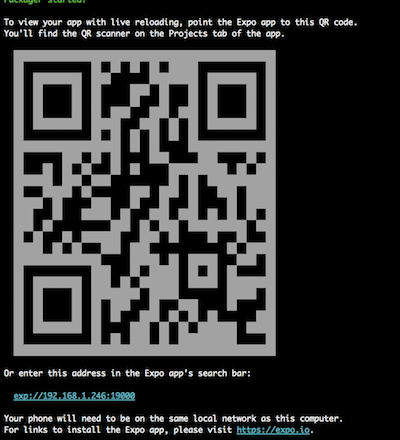 Packager started!
To view your app with live reloading, point the Expo app to this QR code.
You'll find the QR scanner on the Projects tab of the app.
Or enter this address in the Expo app's search bar:
exp://192.168.1.246:19000
Your phone will need to be on the same local network as this computer.
For links to install the Expo app, please visit https://expo.io.